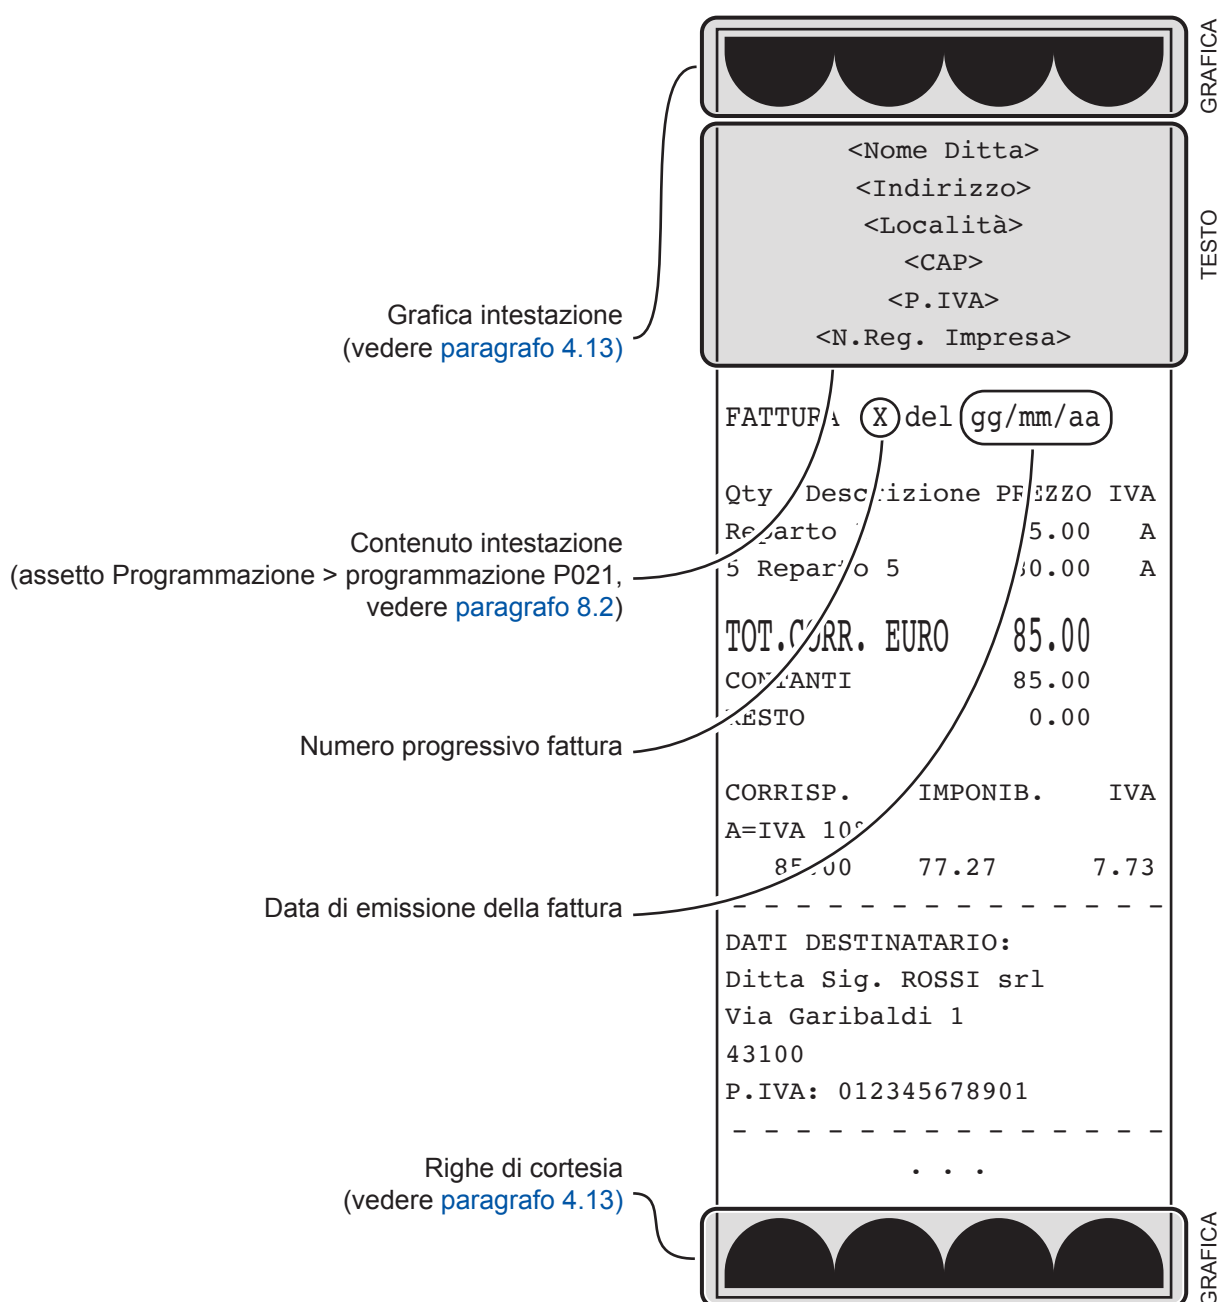 GRAFICA
<Nome Ditta>
<Indirizzo>
<Località>
<CAP>
<P.IVA>
<N.Reg. Impresa>
TESTO
Grafica intestazione
(vedere paragrafo 4.13)
FATTURA X del gg/mm/aa
Qty Descrizione PREZZO IVA
Reparto 5.00 A
5 Reparto 5 80.00 A
Contenuto intestazione
(assetto Programmazione > programmazione P021,
vedere paragrafo 8.2)
TOT.CORR. EURO 85.00
CONTANTI 85.00
RESTO 0.00
Numero progressivo fattura
CORRISP. IMPONIB. IVA
A=IVA 10%
85.00 77.27 7.73
Data di emissione della fattura
- - - - - - - - - - - - - -
DATI DESTINATARIO:
Ditta Sig. ROSSI srl
Via Garibaldi 1
43100
P.IVA: 012345678901
- - - - - - - - - - - - - -
. . .
Righe di cortesia
(vedere paragrafo 4.13)
GRAFICA